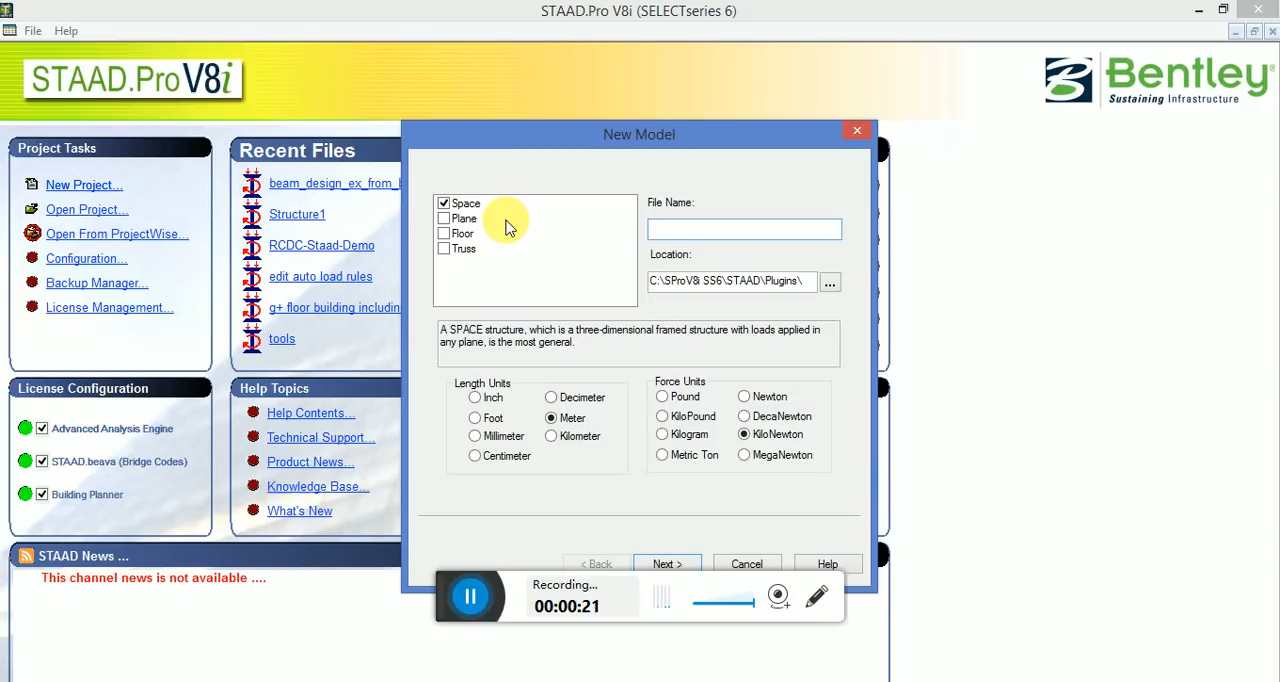 STAAD.Pro V8i (SELECTseries 6)
File Help
STAAD.Pro V8i
Bentley®
Sustaining Infrastructure
Project Tasks
New Project...
Open Project...
Open From ProjectWise...
Configuration...
Backup Manager...
License Management...
Recent Files
beam_design_ex_from_
Structure1
RCDC-Staad-Demo
edit auto load rules
g+ floor building includin
tools
License Configuration
Advanced Analysis Engine
STAAD.beava (Bridge Codes)
Building Planner
Help Topics
Help Contents...
Technical Support...
Product News...
Knowledge Base...
What's New
STAAD News ...
This channel news is not available ....
New Model
Space
Plane
Floor
Truss
File Name:
Location:
C:\SProV8i SS6\STAAD\Plugins\
...
A SPACE structure, which is a three-dimensional framed structure with loads applied in
any plane, is the most general.
Length Units
Inch
Decimeter
Foot
Meter
Millimeter
Kilometer
Centimeter
Force Units
Pound
Newton
KiloPound
DecaNewton
Kilogram
KiloNewton
Metric Ton
MegaNewton
< Back
Next >
Cancel
Help
Recording...
00:00:21